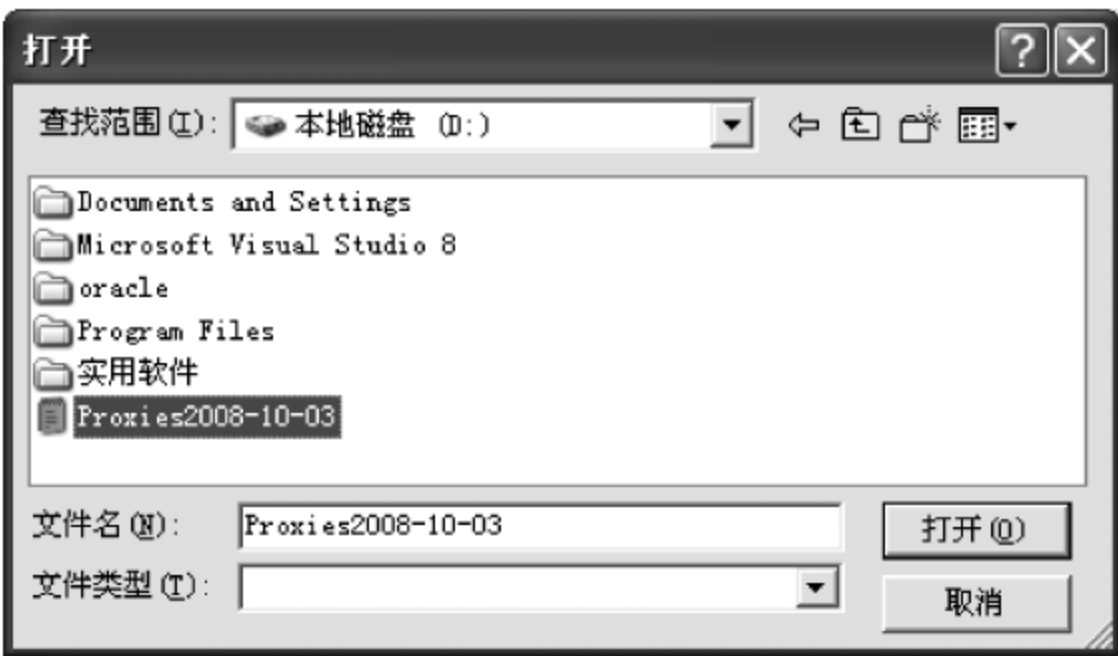 打开
查找范围(I): 本地磁盘 (D:)
Documents and Settings
Microsoft Visual Studio 8
oracle
Program Files
实用软件
Proxies2008-10-03
文件名(N): Proxies2008-10-03 打开(O)
文件类型(T): 取消